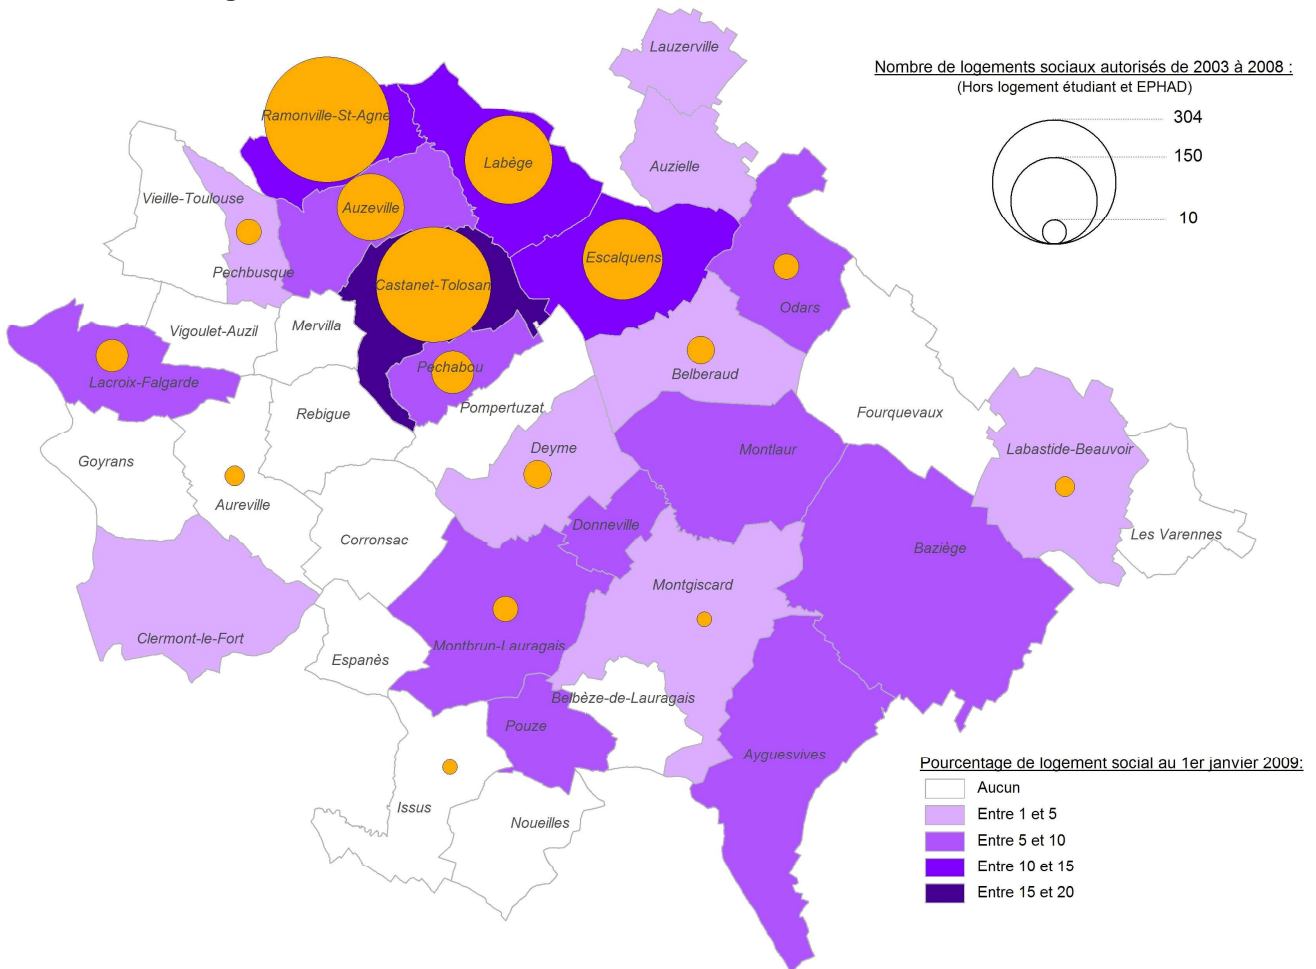 Lauzerville
Nombre de logements sociaux autorisés de 2003 à 2008 :
(Hors logement étudiant et EPHAD)
304
150
10
Ramonville-St-Agne
Labège
Auzielle
Vieille-Toulouse
Auzeville
Pechbusque
Escalquens
Castanet-Tolosan
Odars
Vigoulet-Auzil
Mervilla
Pechabou
Belberaud
Lacroix-Falgarde
Rebigue
Pompertuzat
Fourquevaux
Goyrans
Deyme
Montlaur
Labastide-Beauvoir
Aureville
Donneville
Corronsac
Baziège
Les Varennes
Montgiscard
Clermont-le-Fort
Montbrun-Lauragais
Espanès
Belbèze-de-Lauragais
Pouze
Ayguesvives
Issus
Noueilles
Pourcentage de logement social au 1er janvier 2009:
Aucun
Entre 1 et 5
Entre 5 et 10
Entre 10 et 15
Entre 15 et 20